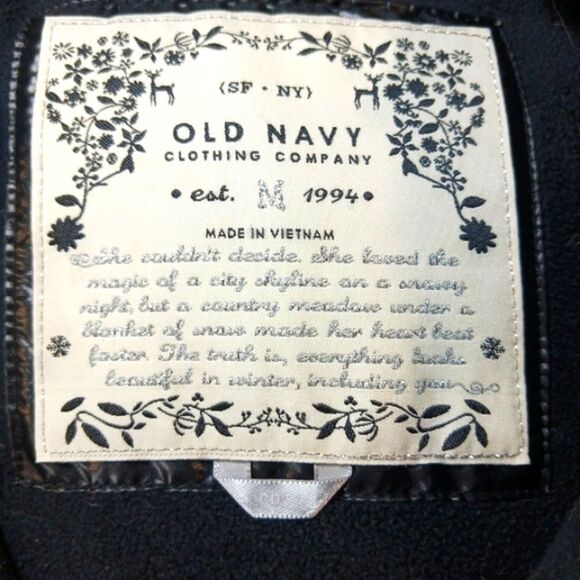 {SF • NY}
OLD NAVY
CLOTHING COMPANY
• est. M 1994 •
MADE IN VIETNAM
She couldn't decide. She loved the
magic of a city skyline on a snowy
night, but a country meadow under a
blanket of snow made her heart beat
faster. The truth is, everything looks
beautiful in winter, including you